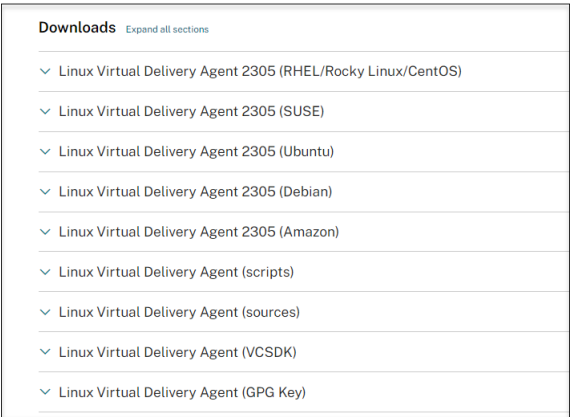 Downloads Expand all sections
Linux Virtual Delivery Agent 2305 (RHEL/Rocky Linux/CentOS)
Linux Virtual Delivery Agent 2305 (SUSE)
Linux Virtual Delivery Agent 2305 (Ubuntu)
Linux Virtual Delivery Agent 2305 (Debian)
Linux Virtual Delivery Agent 2305 (Amazon)
Linux Virtual Delivery Agent (scripts)
Linux Virtual Delivery Agent (sources)
Linux Virtual Delivery Agent (VCSDK)
Linux Virtual Delivery Agent (GPG Key)